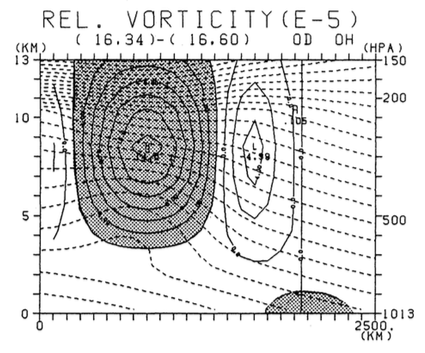 REL. VORTICITY(E-5)
(KM) ( 16.34)-( 16.60) 0D 0H (HPA)
13 150
200
10
5 500
0 1013
0 2500.
(KM)